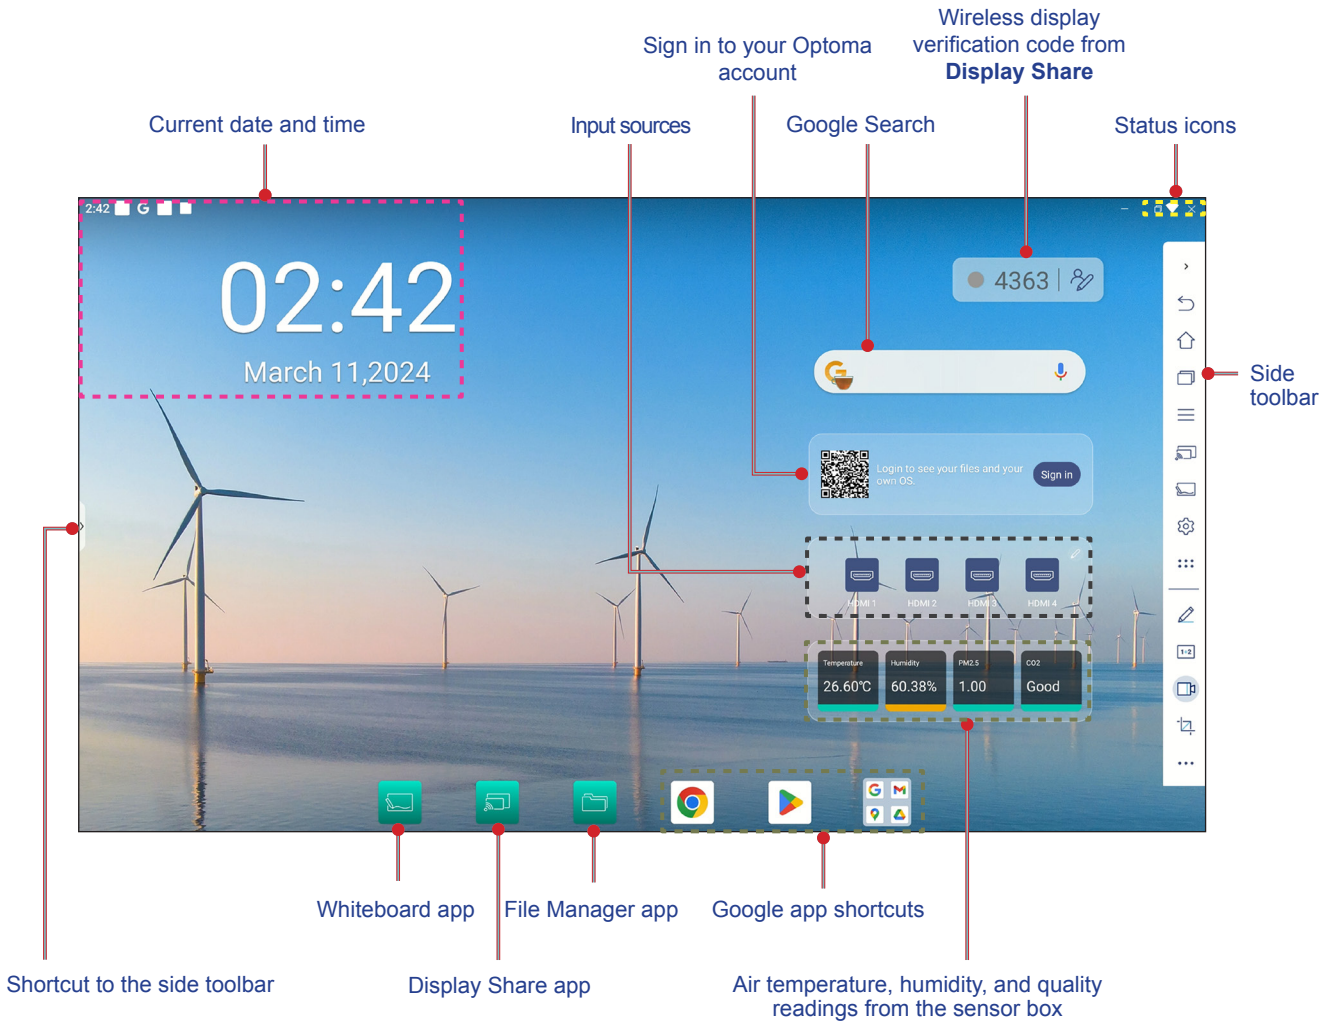 Wireless display
verification code from
Display Share
Sign in to your Optoma
account
Current date and time
Input sources
Google Search
Status icons
2:42
G
02:42
March 11,2024
4363
G
Side
toolbar
Login to see your files and your
own OS.
Sign in
HDMI 1
HDMI 2
HDMI 3
HDMI 4
Temperature
26.60°C
Humidity
60.38%
PM2.5
1.00
CO2
Good
1:2
G
M
Whiteboard app
File Manager app
Google app shortcuts
Shortcut to the side toolbar
Display Share app
Air temperature, humidity, and quality
readings from the sensor box